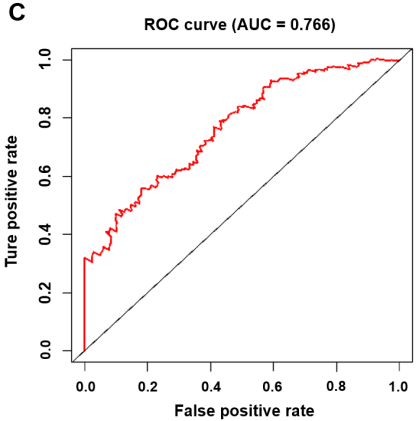 C
ROC curve (AUC = 0.766)
Ture positive rate
1.0
0.8
0.6
0.4
0.2
0.0
0.0 0.2 0.4 0.6 0.8 1.0
False positive rate